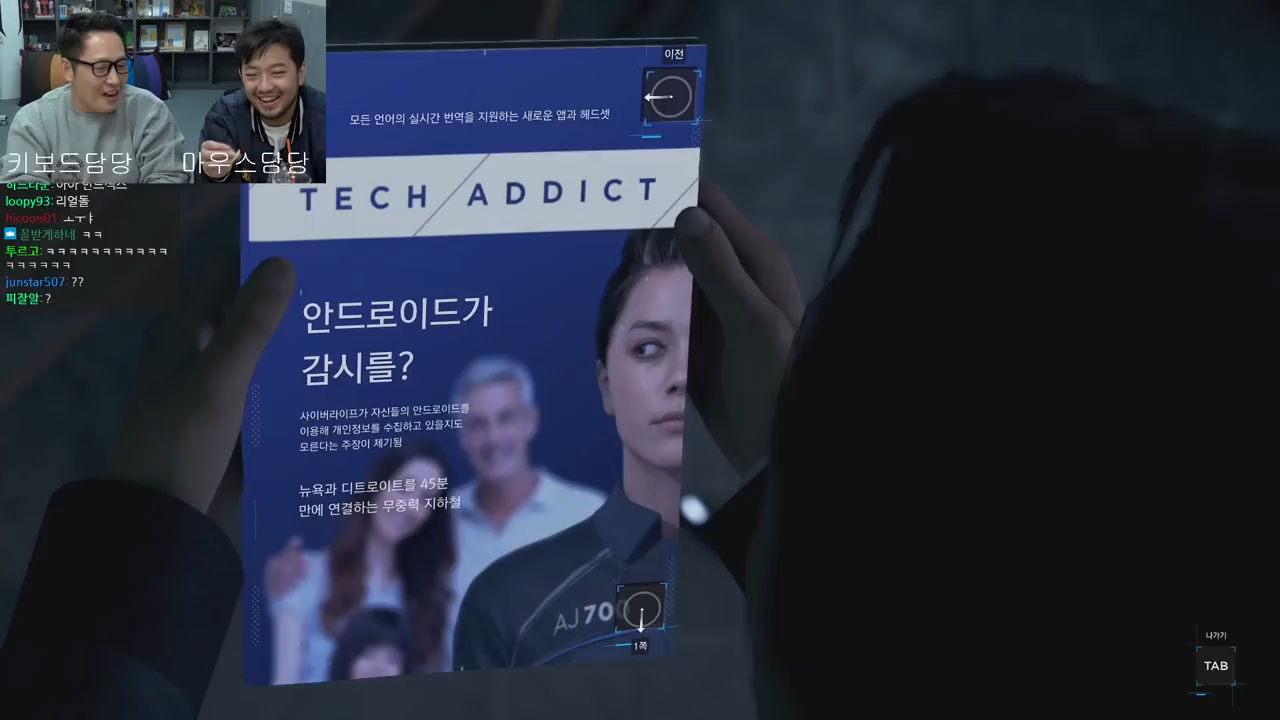 키보드담당 마우스담당
loopy93: 리얼돌
hicoon01: ㅗㅜㅑ
꼴받게하네: ㅋㅋ
투르고: ㅋㅋㅋㅋㅋㅋㅋㅋㅋㅋㅋ
ㅋㅋㅋㅋㅋㅋ
junstar507: ??
피잘알: ?
이전
모든 언어의 실시간 번역을 지원하는 새로운 앱과 헤드셋
TECH ADDICT
안드로이드가
감시를?
사이버라이프가 자신들의 안드로이드를
이용해 개인정보를 수집하고 있을지도
모른다는 주장이 제기됨
뉴욕과 디트로이트를 45분
만에 연결하는 무중력 지하철
AJ700
1쪽
나가기
TAB